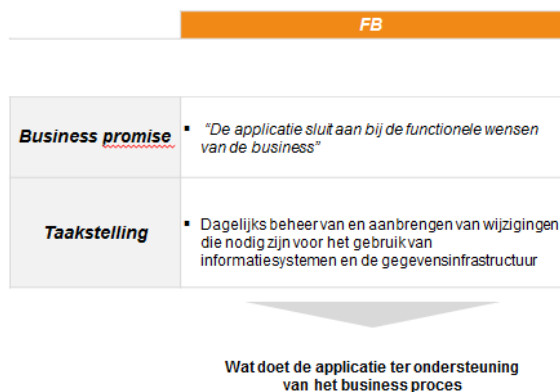 FB
Business promise
▪ "De applicatie sluit aan bij de functionele wensen
van de business"
Taakstelling
▪ Dagelijks beheer van en aanbrengen van wijzigingen
die nodig zijn voor het gebruik van
informatiesystemen en de gegevensinfrastructuur
Wat doet de applicatie ter ondersteuning
van het business proces